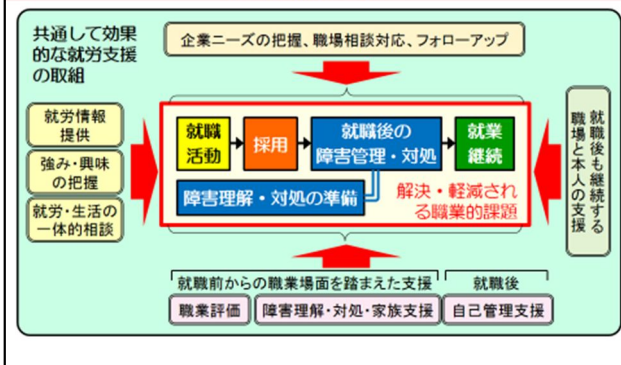 共通して効果
的な就労支援
の取組
企業ニーズの把握、職場相談対応、フォローアップ
就労情報
提供
強み・興味
の把握
就労・生活の
一体的相談
就職
活動
採用
就職後の
障害管理・対処
就業
継続
障害理解・対処の準備
解決・軽減され
る職業的課題
就職後も継続する
職場と本人の支援
就職前からの職業場面を踏まえた支援
就職後
職業評価
障害理解・対処・家族支援
自己管理支援